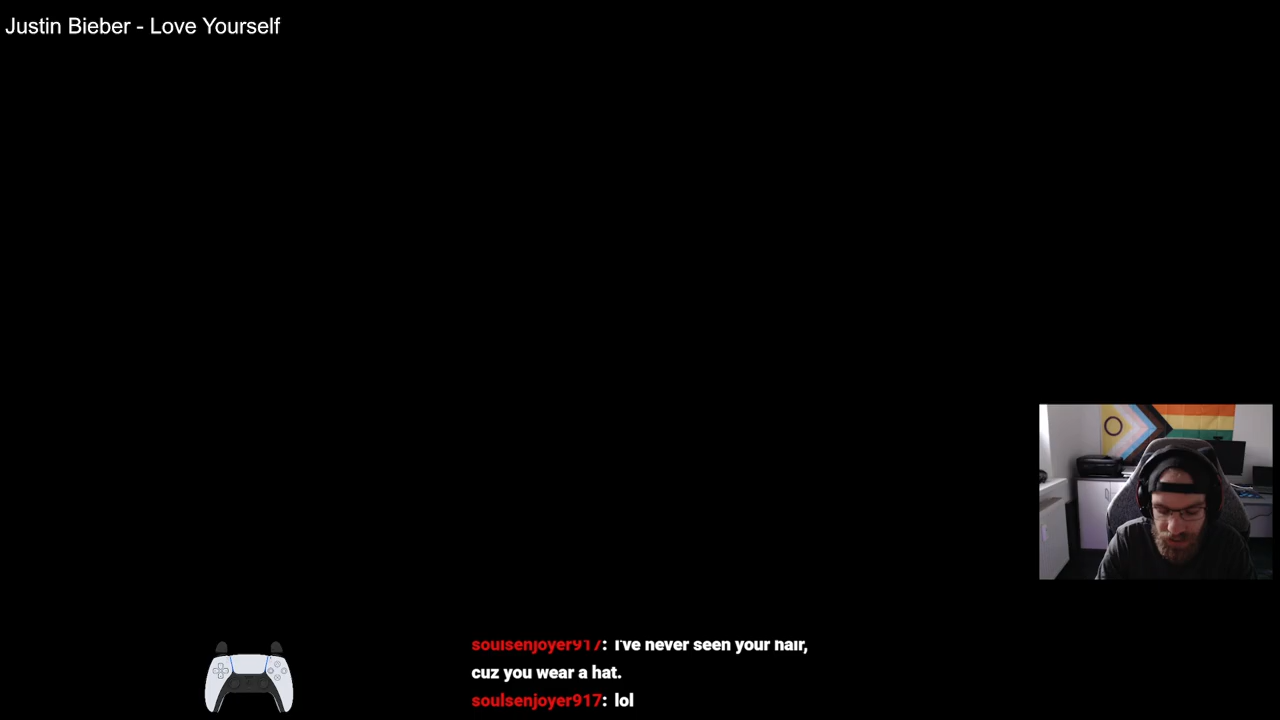 Justin Bieber - Love Yourself
soulsenjoyer917: I've never seen your hair,
cuz you wear a hat.
soulsenjoyer917: lol